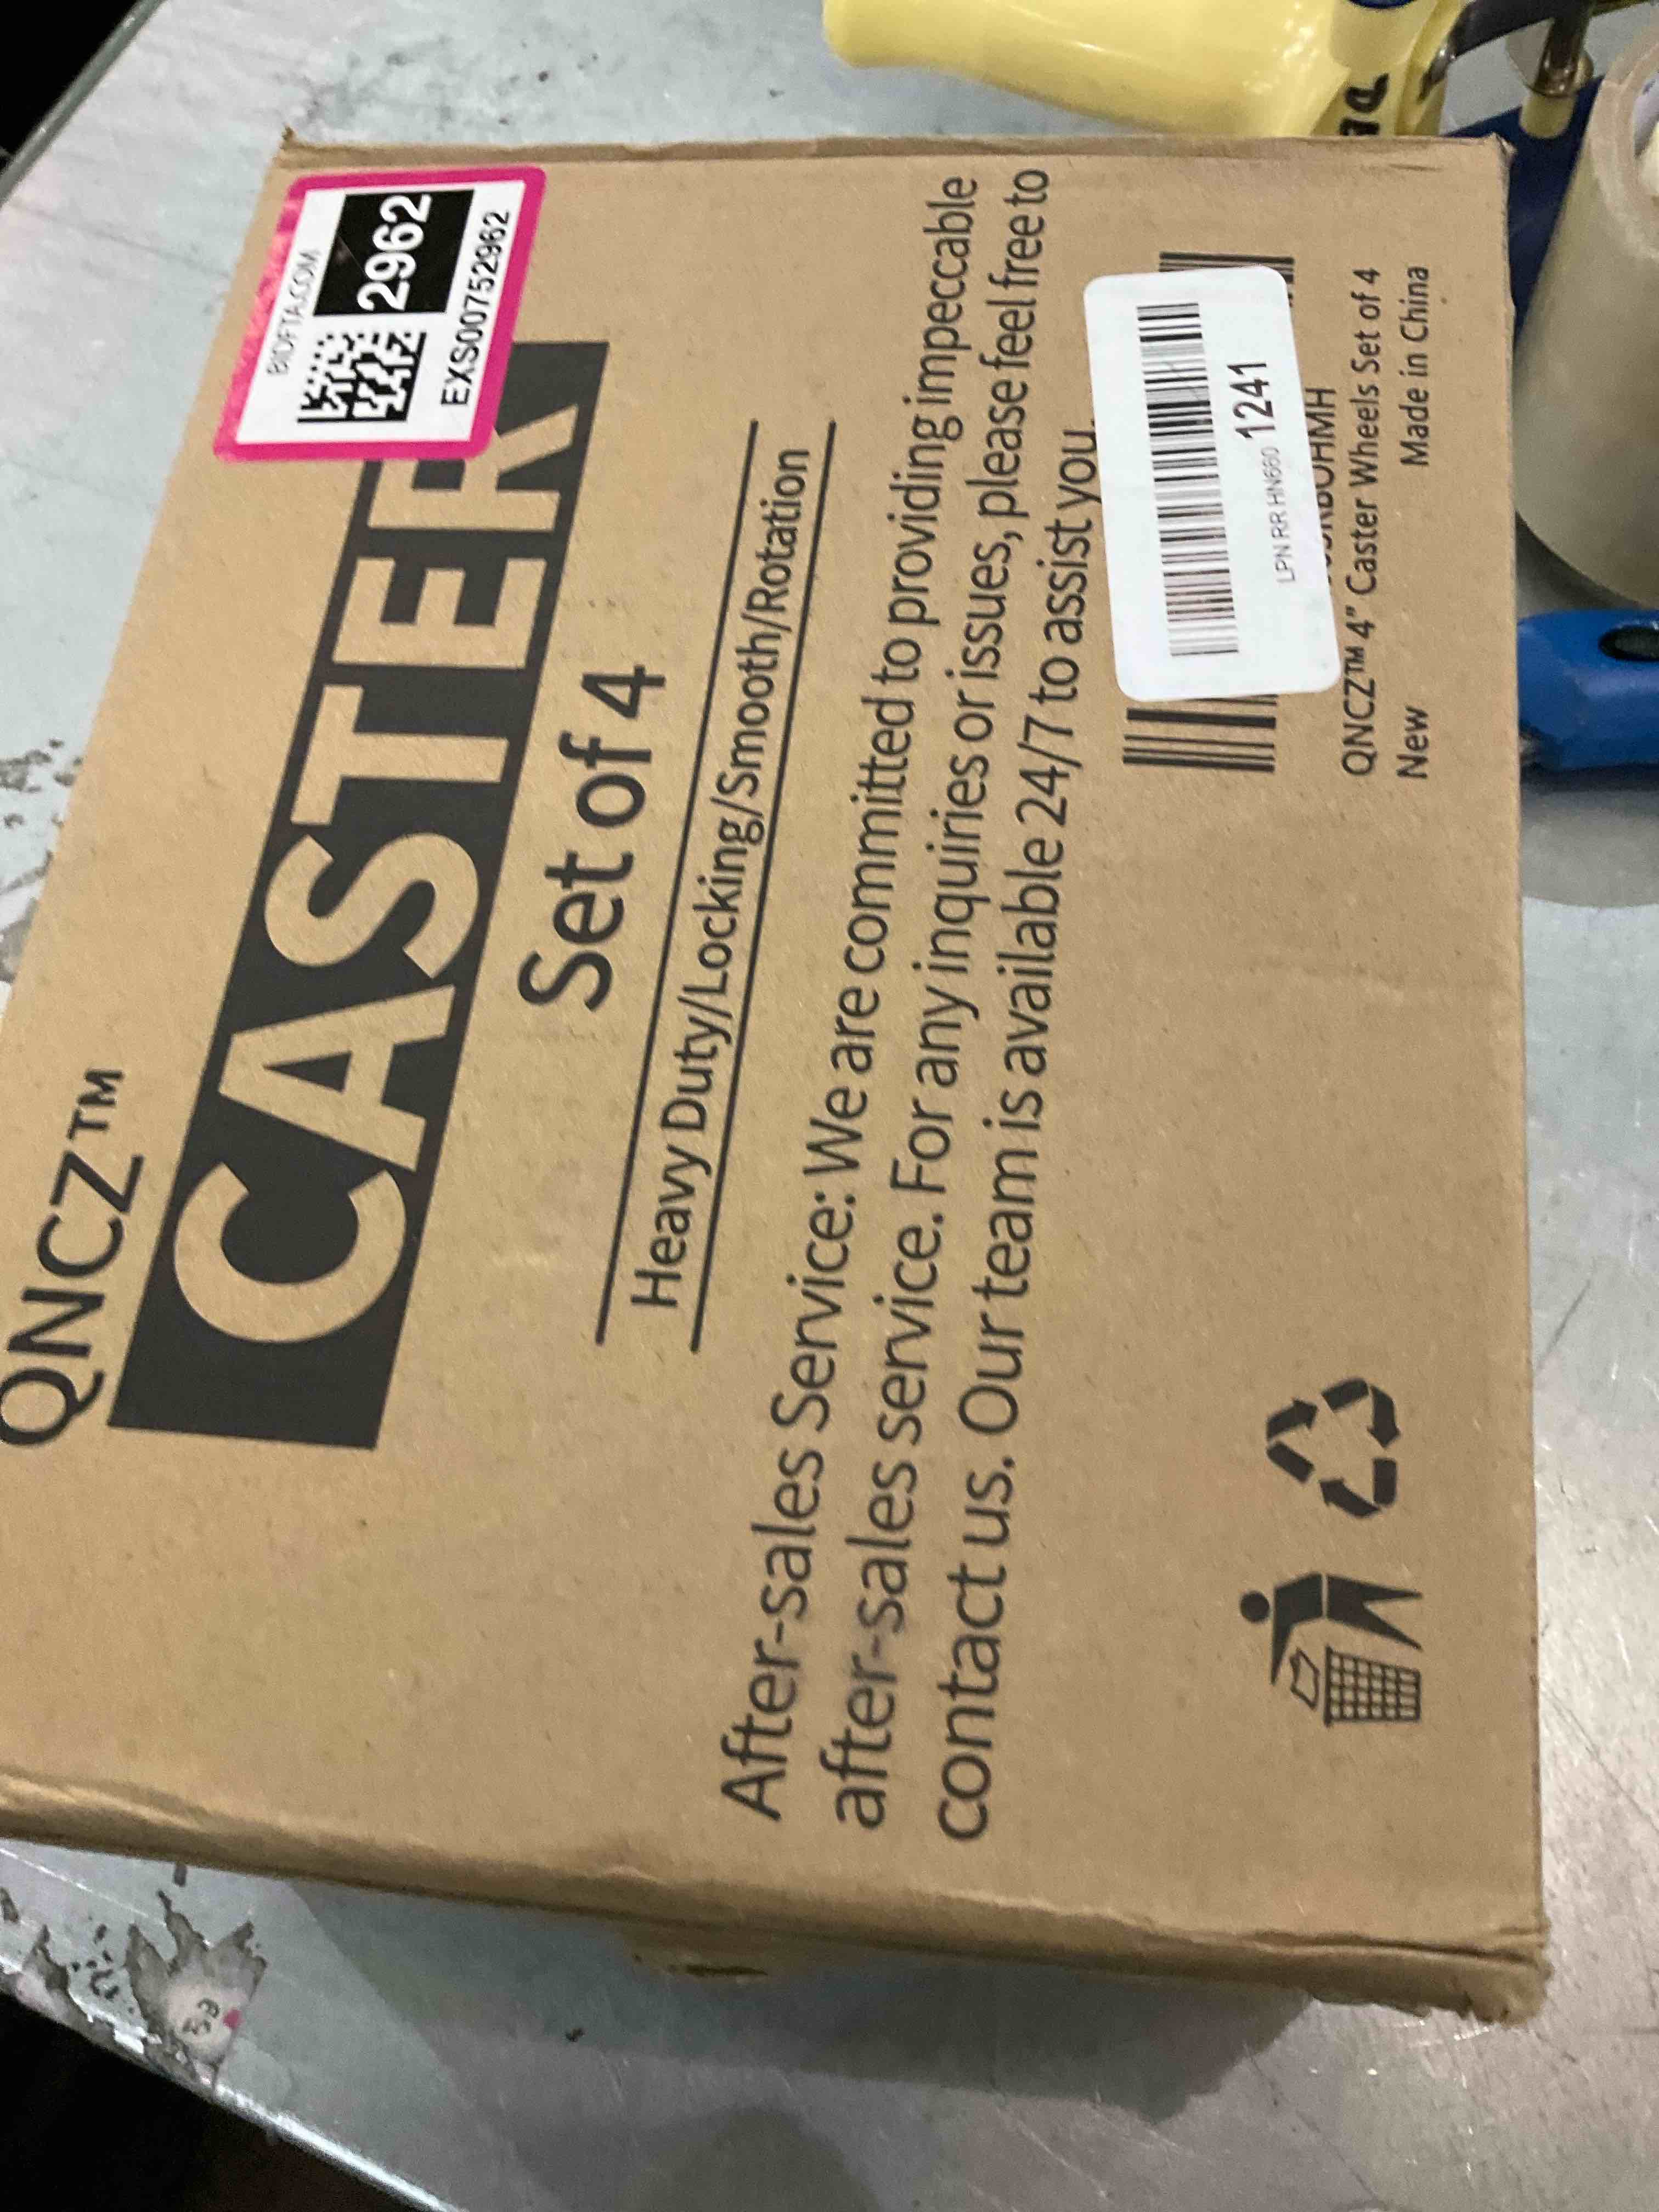 QNCZ™
CASTER
Set of 4
Heavy Duty/Locking/Smooth/Rotation
After-sales Service: We are committed to providing impeccable
after-sales service. For any inquiries or issues, please feel free to
contact us. Our team is available 24/7 to assist you.
BIDFTA.COM
2962
EXS00752962
LPN RR HN660 1241
QNCZ™ 4” Caster Wheels Set of 4
New
Made in China